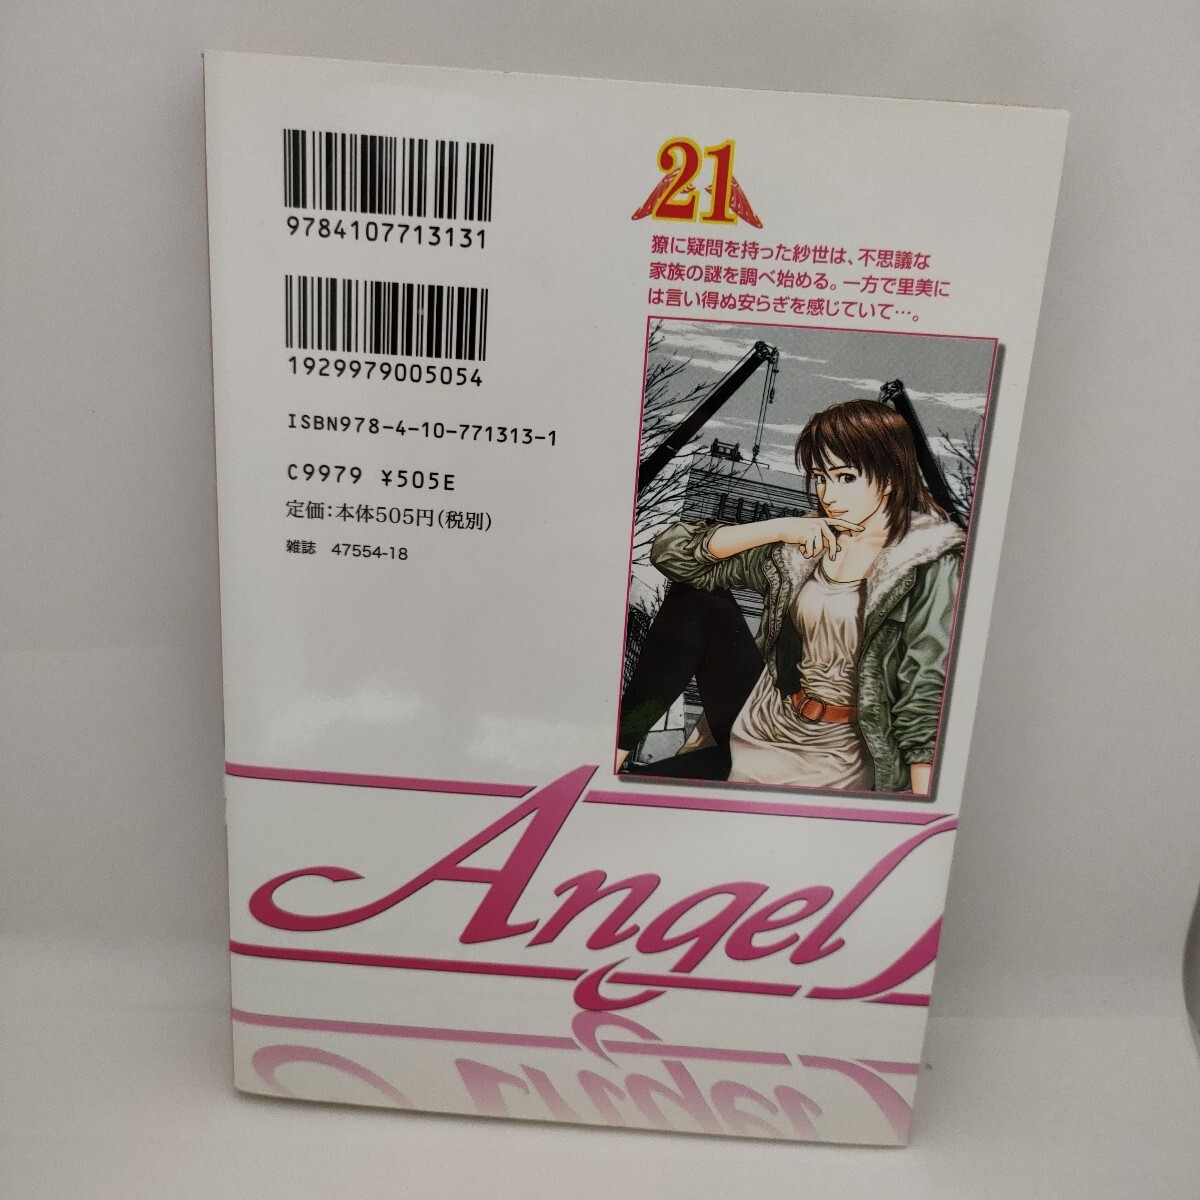 9784107713131
1929979005054
ISBN978-4-10-771313-1
C9979 ¥505E
定価:本体505円(税別)
雑誌 47554-18
21
獠に疑問を持った紗世は、不思議な
家族の謎を調べ始める。一方で里美に
は言い得ぬ安らぎを感じていて…。
Angel